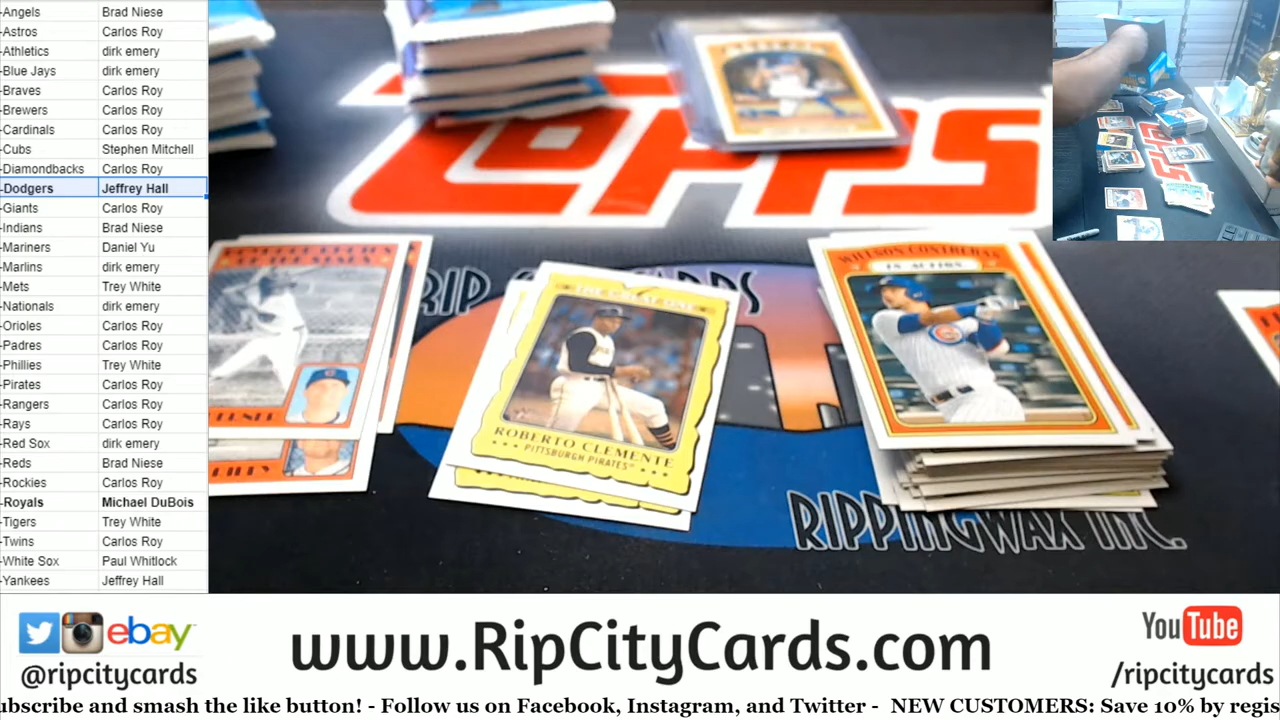 -Angels Brad Niese
-Astros Carlos Roy
-Athletics dirk emery
-Blue Jays dirk emery
-Braves Carlos Roy
-Brewers Carlos Roy
-Cardinals Carlos Roy
-Cubs Stephen Mitchell
-Diamondbacks Carlos Roy
-Dodgers Jeffrey Hall
-Giants Carlos Roy
-Indians Brad Niese
-Mariners Daniel Yu
-Marlins dirk emery
-Mets Trey White
-Nationals dirk emery
-Orioles Carlos Roy
-Padres Carlos Roy
-Phillies Trey White
-Pirates Carlos Roy
-Rangers Carlos Roy
-Rays Carlos Roy
-Red Sox dirk emery
-Reds Brad Niese
-Rockies Carlos Roy
-Royals Michael DuBois
-Tigers Trey White
-Twins Carlos Roy
-White Sox Paul Whitlock
-Yankees Jeffrey Hall
TOPPS
RIP
CARDS
THE GREAT ONE
ROBERTO CLEMENTE
PITTSBURGH PIRATES
WILLSON CONTRERAS
IN ACTION
RIPPINGWAX INC.
ebay
@ripcitycards
www.RipCityCards.com
YouTube
/ripcitycards
ubscribe and smash the like button! - Follow us on Facebook, Instagram, and Twitter - NEW CUSTOMERS: Save 10% by regis